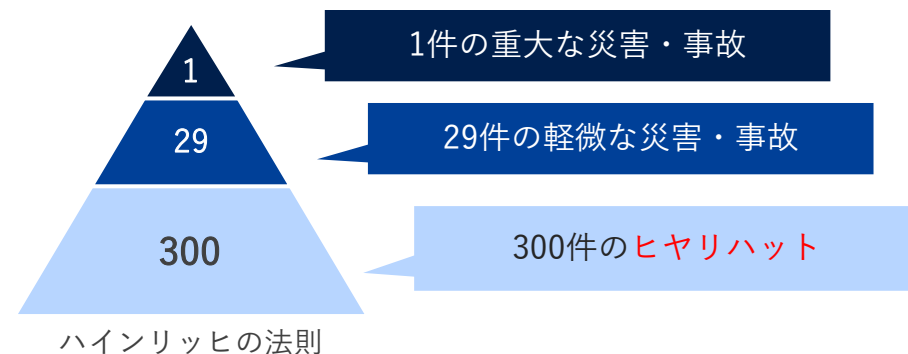 1
1件の重大な災害・事故
29
29件の軽微な災害・事故
300
300件のヒヤリハット
ハインリッヒの法則